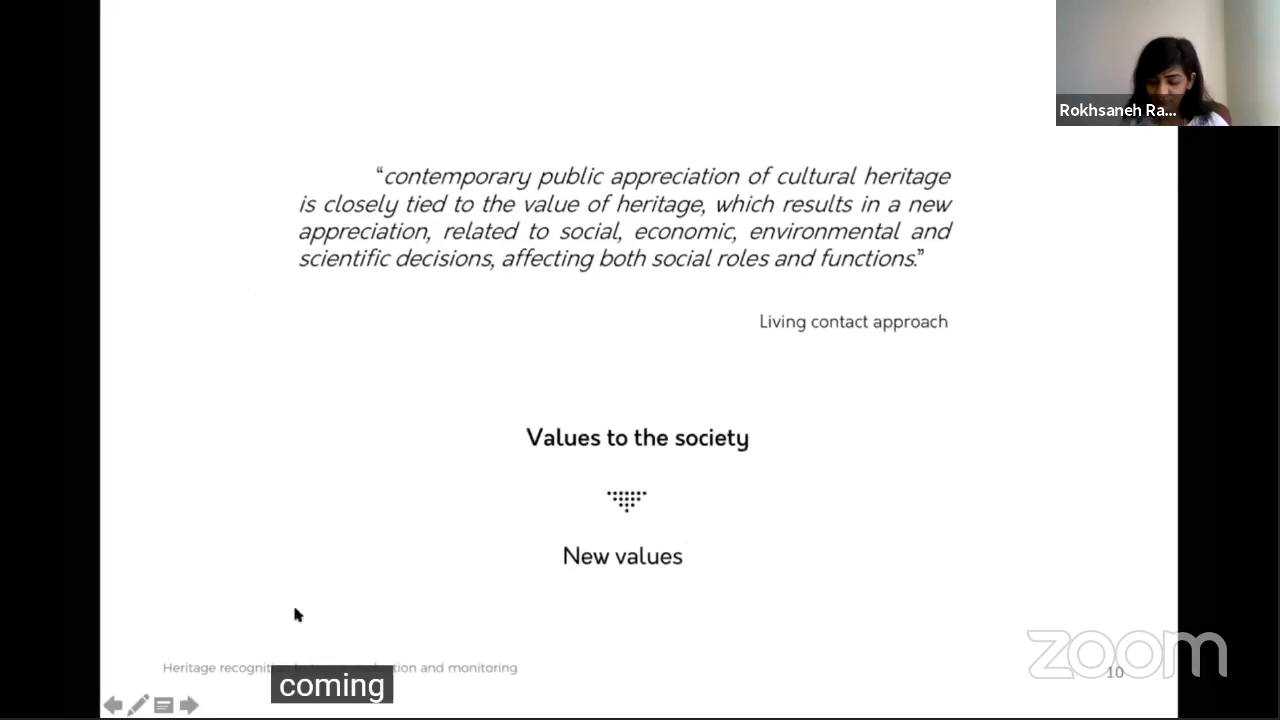 Rokhsaneh Ra...
“contemporary public appreciation of cultural heritage
is closely tied to the value of heritage, which results in a new
appreciation, related to social, economic, environmental and
scientific decisions, affecting both social roles and functions.”
Living contact approach
Values to the society
New values
Heritage and monitoring
coming
zoom
10